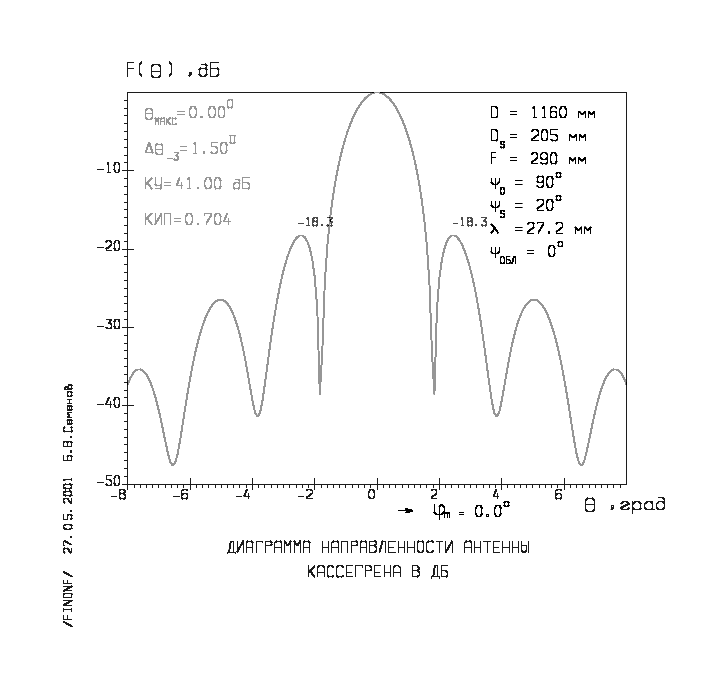 F(θ) ,дБ
θмакс=0.00°
Δθ-3=1.50°
КУ=41.00 дБ
КИП=0.704
D = 1160 мм
Ds = 205 мм
F = 290 мм
ψ0 = 90°
ψs = 20°
λ =27.2 мм
ψОБЛ = 0°
-18.3
-18.3
-10
-20
-30
-40
-50
-8 -6 -4 -2 0 2 4 6
θ ,град
→ φm = 0.0°
ДИАГРАММА НАПРАВЛЕННОСТИ АНТЕННЫ
КАССЕГРЕНА В ДБ
/FINONF/ 27.05.2001 Б.В.Семенов